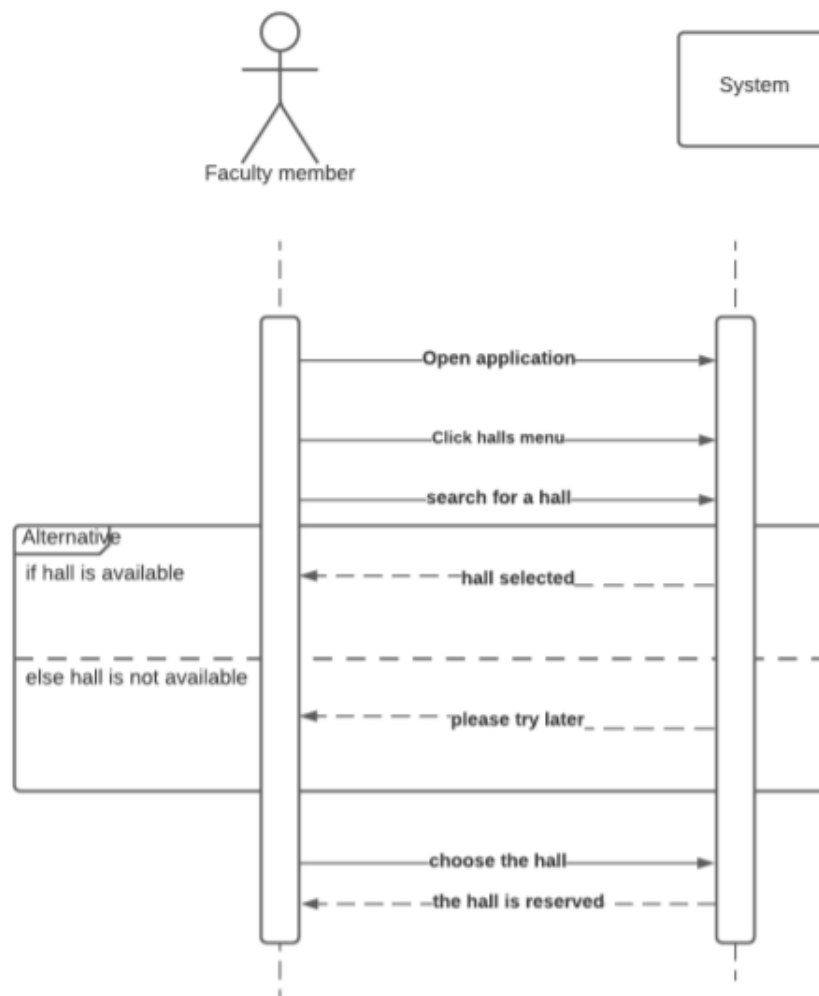 System
Faculty member
Open application
Click halls menu
search for a hall
Alternative
if hall is available
hall selected
else hall is not available
please try later
choose the hall
the hall is reserved